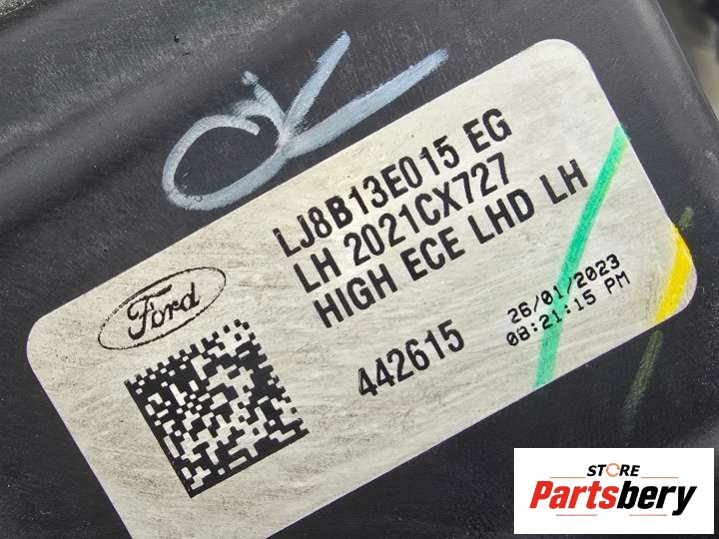 OK
LJ8B13E015 EG
LH 2021CX727
HIGH ECE LHD LH
Ford
442615
26/01/2023
08:21:15 PM
STORE
Partsbery